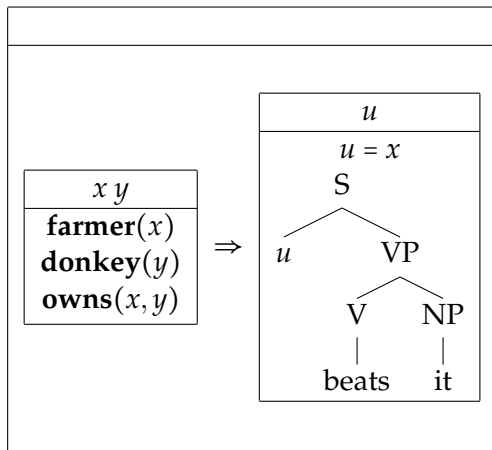 x y
farmer(x)
donkey(y)
owns(x, y)
⇒
u
u = x
S
u VP
V NP
beats it